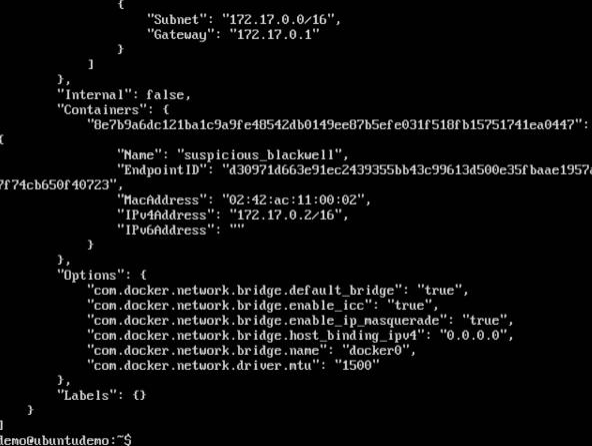 {
"Subnet": "172.17.0.0/16",
"Gateway": "172.17.0.1"
}
]
},
"Internal": false,
"Containers": {
"8e7b9a6dc121ba1c9a9fe48542db0149ee87b5efe031f518fb15751741ea0447":
{
"Name": "suspicious_blackwell",
"EndpointID": "d30971d663e91ec2439355bb43c99613d500e35fbaae1957a
7f74cb650f40723",
"MacAddress": "02:42:ac:11:00:02",
"IPv4Address": "172.17.0.2/16",
"IPv6Address": ""
}
},
"Options": {
"com.docker.network.bridge.default_bridge": "true",
"com.docker.network.bridge.enable_icc": "true",
"com.docker.network.bridge.enable_ip_masquerade": "true",
"com.docker.network.bridge.host_binding_ipv4": "0.0.0.0",
"com.docker.network.bridge.name": "docker0",
"com.docker.network.driver.mtu": "1500"
},
"Labels": {}
}
]
demo@ubuntudemo:~$